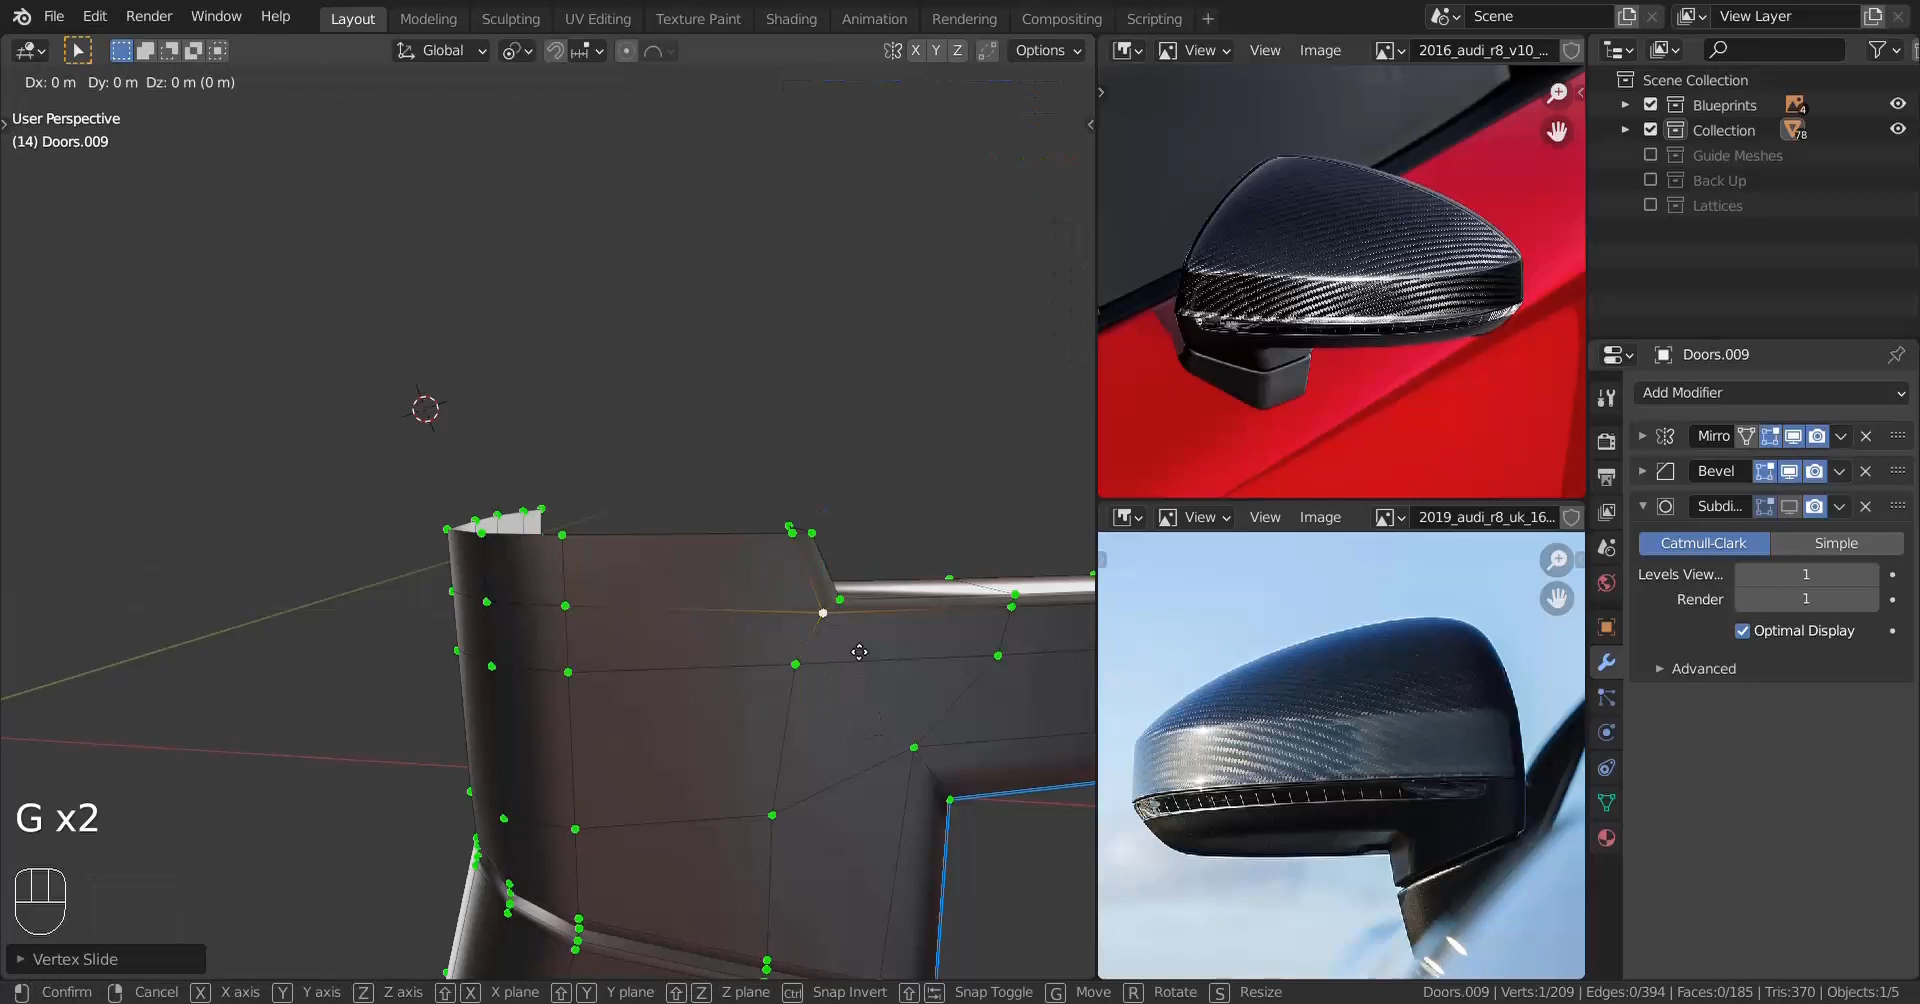 File Edit Render Window Help Layout Modeling Sculpting UV Editing Texture Paint Shading Animation Rendering Compositing Scripting + Scene View Layer
Global X Y Z Options View View Image 2016_audi_r8_v10_...
Dx: 0 m Dy: 0 m Dz: 0 m (0 m)
User Perspective
(14) Doors.009
Scene Collection
Blueprints 4
Collection 78
Guide Meshes
Back Up
Lattices
Doors.009
Add Modifier
Mirro
Bevel
Subdi...
View View Image 2019_audi_r8_uk_16...
Catmull-Clark Simple
Levels View... 1
Render 1
Optimal Display
Advanced
G x2
Vertex Slide
Confirm Cancel X X axis Y Y axis Z Z axis X X plane Y Y plane Z Z plane Ctrl Snap Invert Snap Toggle G Move R Rotate S Resize Doors.009 | Verts:1/209 | Edges:0/394 | Faces:0/185 | Tris:370 | Objects:1/5